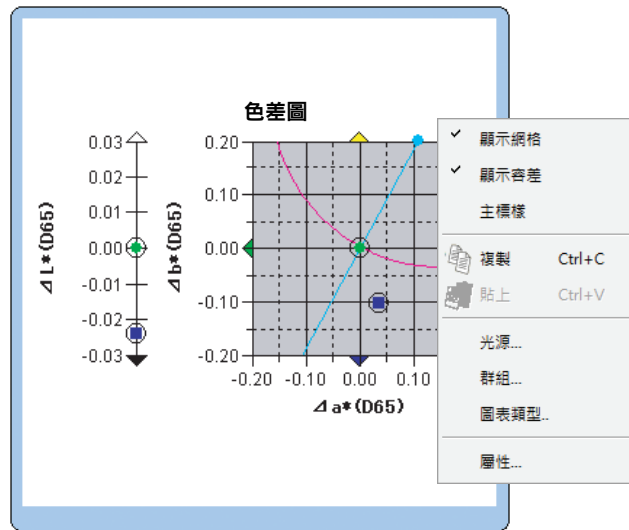 色差圖
⊿L*(D65)
0.03
0.02
0.01
0.00
-0.01
-0.02
-0.03
⊿b*(D65)
0.20
0.10
0.00
-0.10
-0.20
-0.20 -0.10 0.00 0.10
⊿a*(D65)
顯示網格
顯示容差
主標樣
複製 Ctrl+C
貼上 Ctrl+V
光源...
群組...
圖表類型..
屬性...